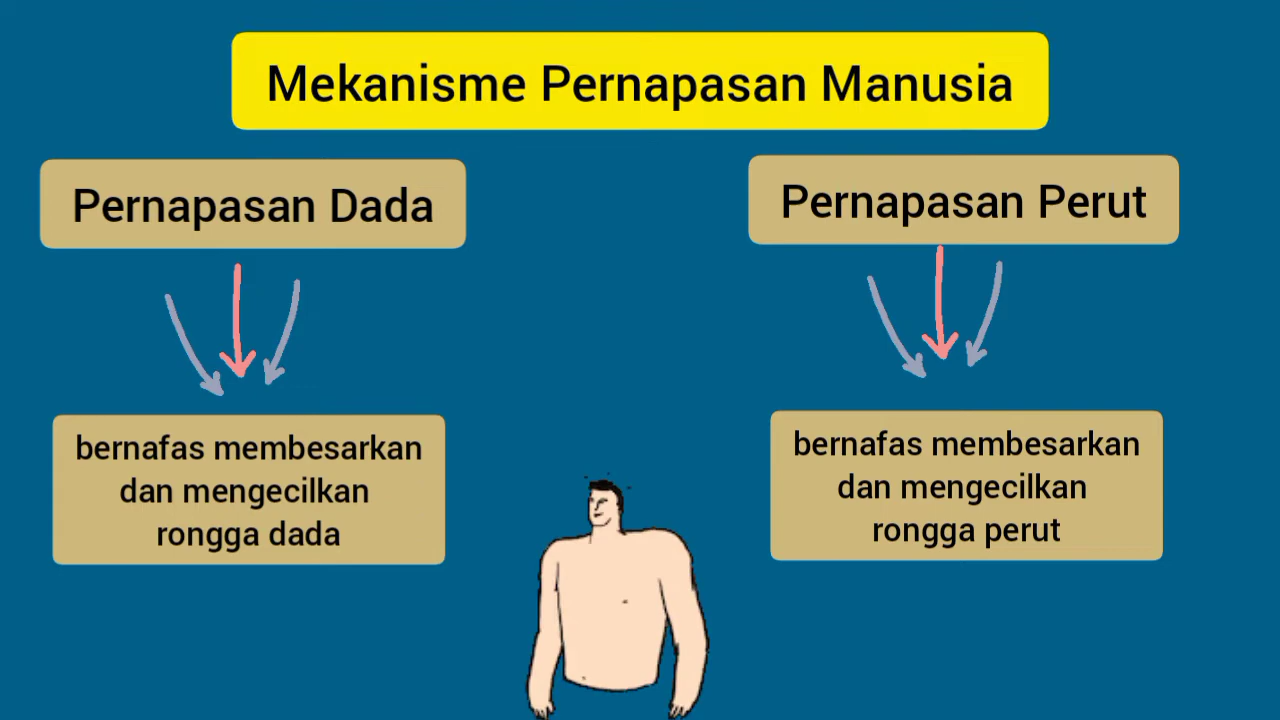 Mekanisme Pernapasan Manusia
Pernapasan Dada
bernafas membesarkan
dan mengecilkan
rongga dada
Pernapasan Perut
bernafas membesarkan
dan mengecilkan
rongga perut